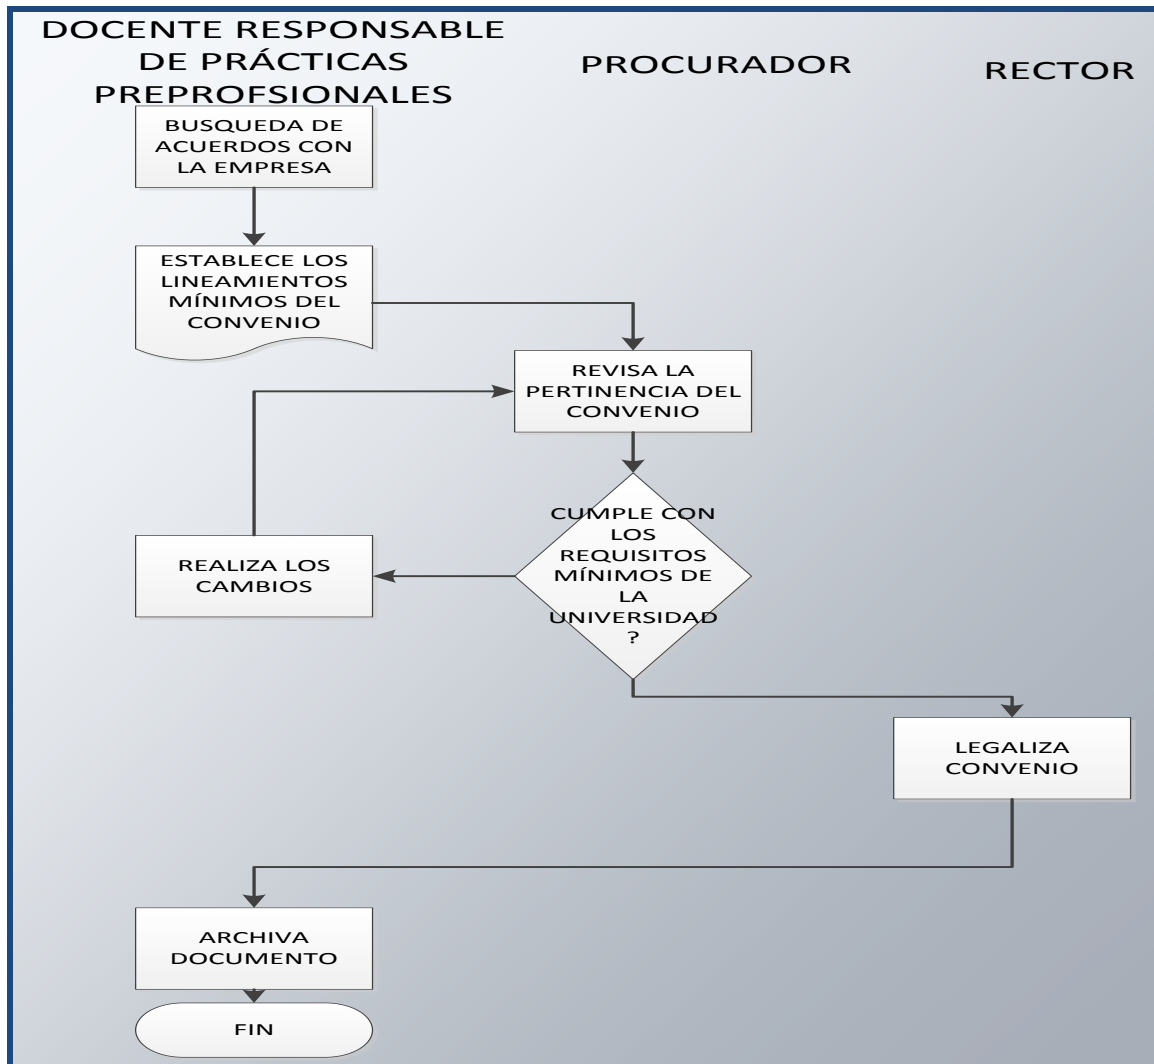 DOCENTE RESPONSABLE
DE PRÁCTICAS
PREPROFSIONALES
PROCURADOR
RECTOR
BUSQUEDA DE
ACUERDOS CON
LA EMPRESA
ESTABLECE LOS
LINEAMIENTOS
MÍNIMOS DEL
CONVENIO
REVISA LA
PERTINENCIA DEL
CONVENIO
CUMPLE CON
LOS
REQUISITOS
MÍNIMOS DE
LA
UNIVERSIDAD
?
REALIZA LOS
CAMBIOS
LEGALIZA
CONVENIO
ARCHIVA
DOCUMENTO
FIN